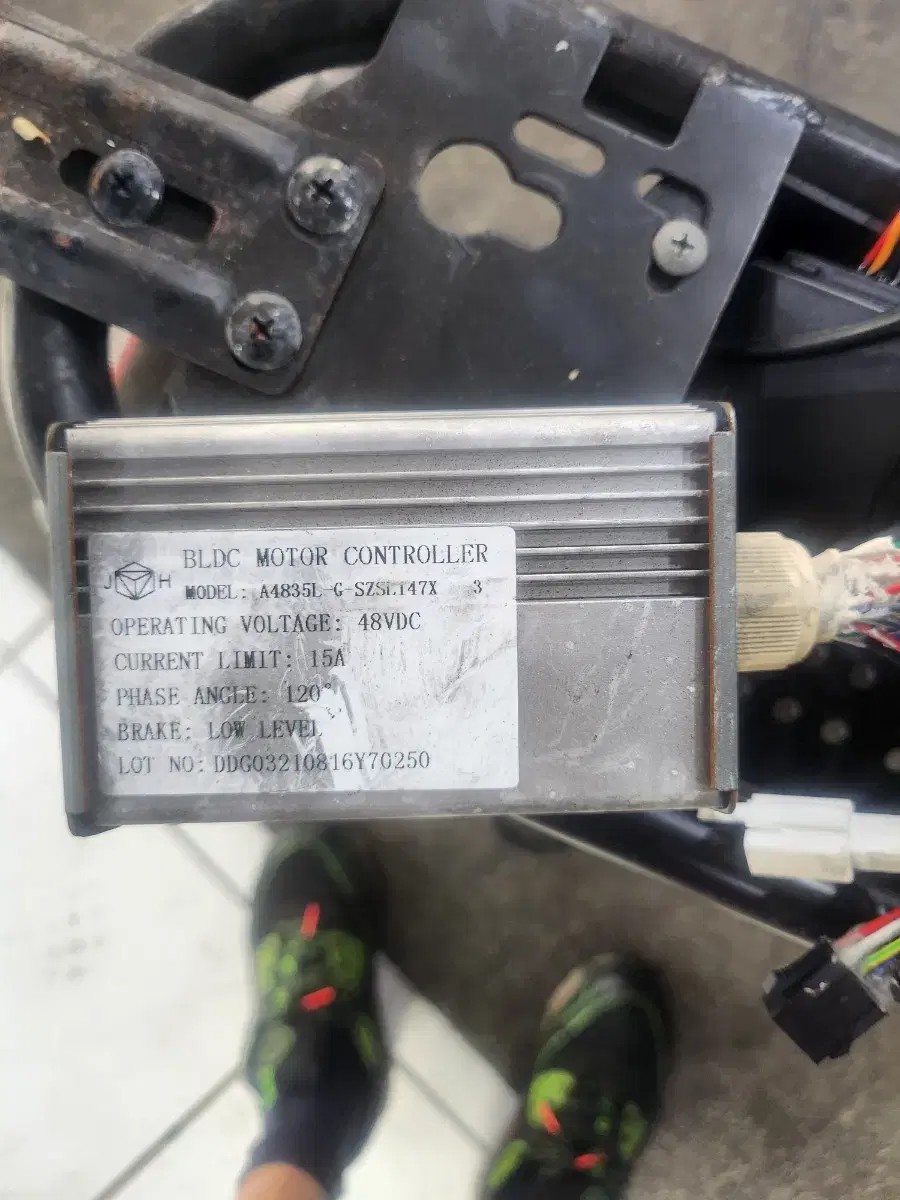 J H
BLDC MOTOR CONTROLLER
MODEL: A4835L-G-SZSL147X 3
OPERATING VOLTAGE: 48VDC
CURRENT LIMIT: 15A
PHASE ANGLE: 120°
BRAKE: LOW LEVEL
LOT NO: DDG03210816Y70250